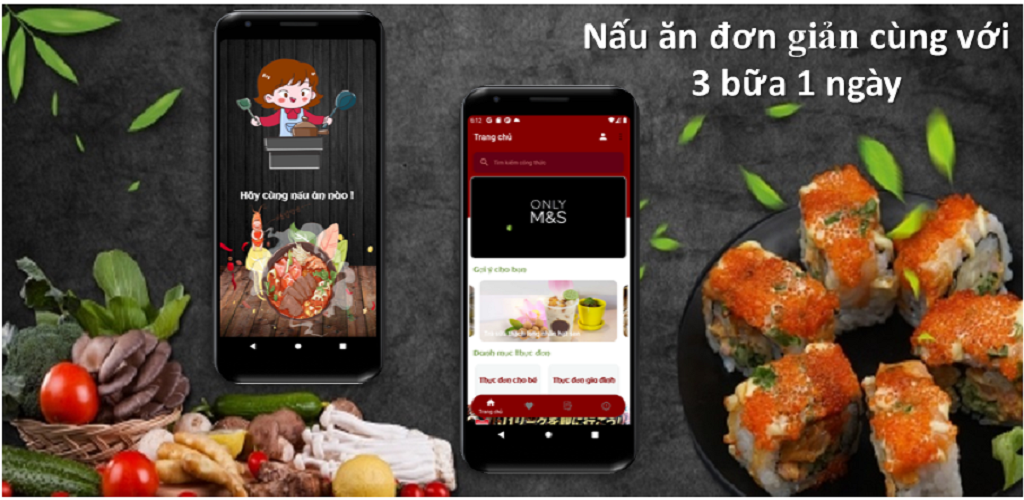 Nấu ăn đơn giản cùng với
3 bữa 1 ngày
Hãy cùng nấu ăn nào !
6:12
Trang chủ
Tìm kiếm công thức
ONLY
M&S
Gợi ý cho bạn
Danh mục thực đơn
Thực đơn cho bé
Thực đơn gia đình
Trang chủ